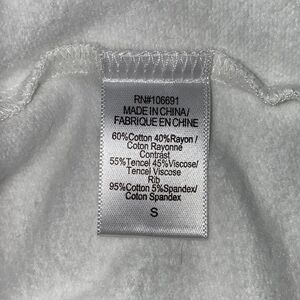 RN#106691
MADE IN CHINA/
FABRIQUE EN CHINE
60%Cotton 40%Rayon/
Coton Rayonne
Contrast
55%Tencel 45%Viscose/
Tencel Viscose
Rib
95%Cotton 5%Spandex/
Coton Spandex
S